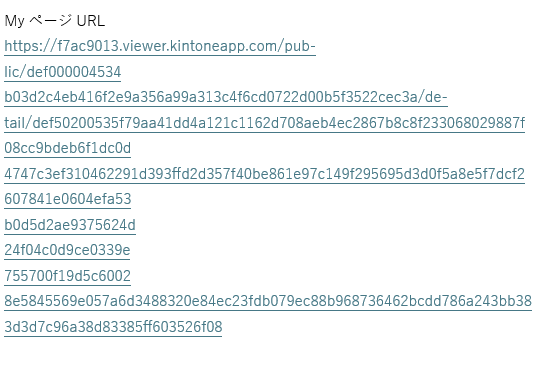 My ページ URL
https://f7ac9013.viewer.kintoneapp.com/pub-
lic/def000004534
b03d2c4eb416f2e9a356a99a313c4f6cd0722d00b5f3522cec3a/de-
tail/def50200535f79aa41dd4a121c1162d708aeb4ec2867b8c8f233068029887f
08cc9bdeb6f1dc0d
4747c3ef310462291d393ffd2d357f40be861e97c149f295695d3d0f5a8e5f7dcf2
607841e0604efa53
b0d5d2ae9375624d
24f04c0d9ce0339e
755700f19d5c6002
8e5845569e057a6d3488320e84ec23fdb079ec88b968736462bcdd786a243bb38
3d3d7c96a38d83385ff603526f08